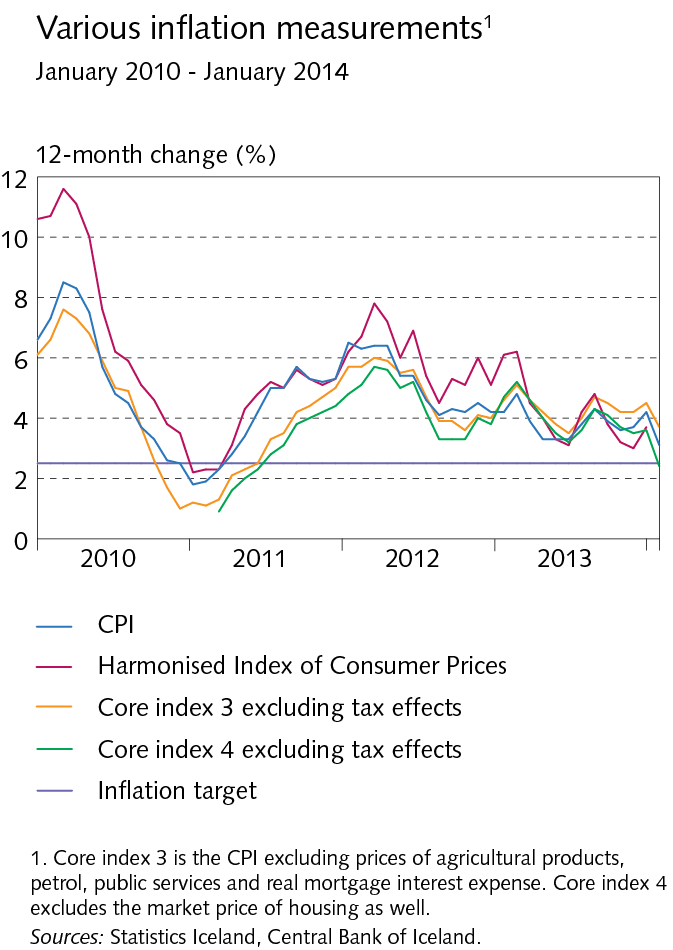 Various inflation measurements¹
January 2010 - January 2014
12-month change (%)
12
10
8
6
4
2
0
2010 2011 2012 2013
CPI
Harmonised Index of Consumer Prices
Core index 3 excluding tax effects
Core index 4 excluding tax effects
Inflation target
1. Core index 3 is the CPI excluding prices of agricultural products,
petrol, public services and real mortgage interest expense. Core index 4
excludes the market price of housing as well.
Sources: Statistics Iceland, Central Bank of Iceland.